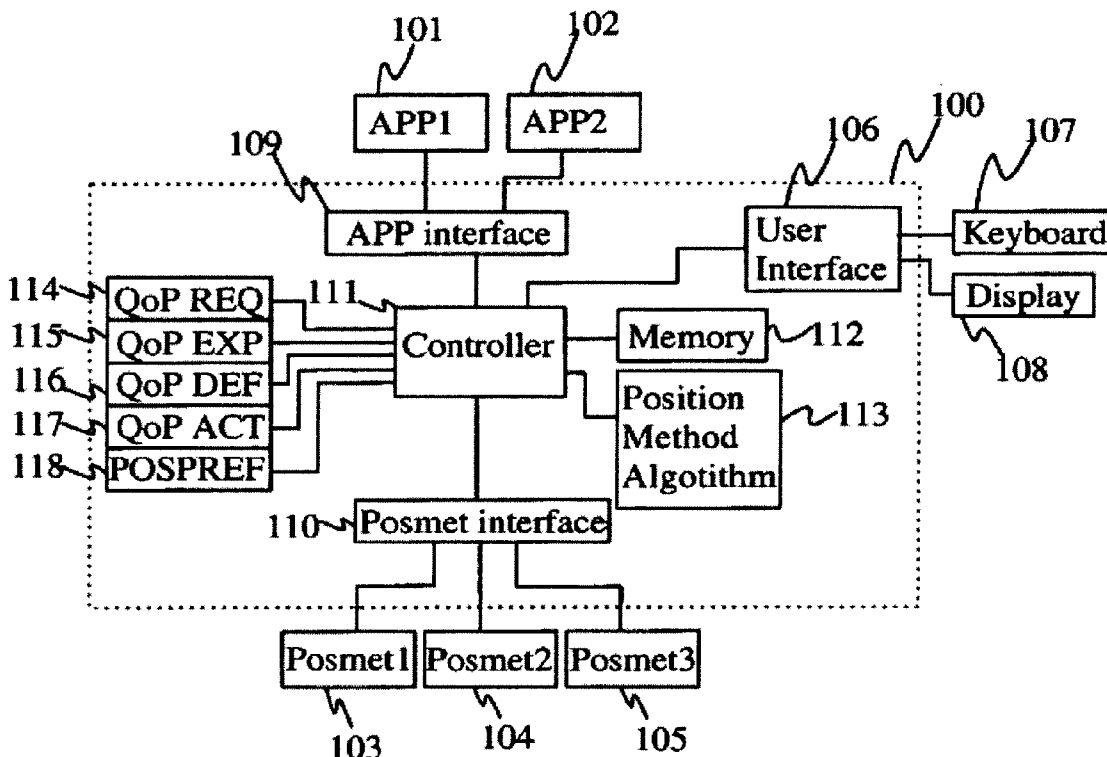 101
102
APP1
APP2
106
100
107
109
APP interface
User
Interface
Keyboard
Display
108
114
QoP REQ
111
115
QoP EXP
Controller
Memory
112
116
QoP DEF
117
QoP ACT
Position
Method
Algotithm
113
118
POSPREF
110
Posmet interface
Posmet1
Posmet2
Posmet3
103
104
105